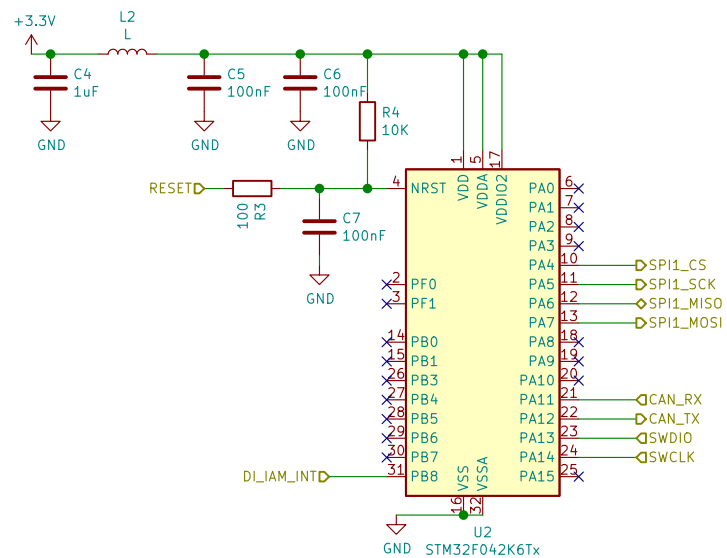 +3.3V
L2
L
C4
1uF
C5
100nF
C6
100nF
R4
10K
GND
GND
GND
1
5
17
VDD
VDDA
VDDIO2
RESET
100
R3
C7
100nF
GND
4
NRST
2
PF0
3
PF1
14
PB0
15
PB1
26
PB3
27
PB4
28
PB5
29
PB6
30
PB7
DI_IAM_INT
31
PB8
PA0
6
PA1
7
PA2
8
PA3
9
PA4
10
SPI1_CS
PA5
11
SPI1_SCK
PA6
12
SPI1_MISO
PA7
13
SPI1_MOSI
PA8
18
PA9
19
PA10
20
PA11
21
CAN_RX
PA12
22
CAN_TX
PA13
23
SWDIO
PA14
24
SWCLK
PA15
25
VSS
VSSA
16
32
GND
U2
STM32F042K6Tx